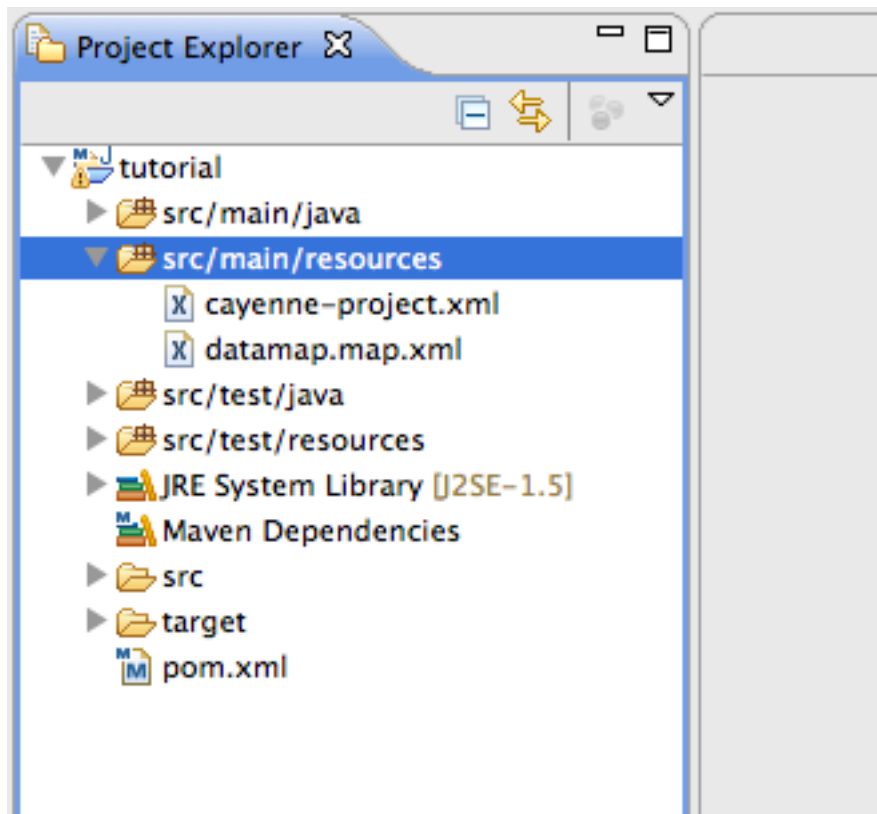 Project Explorer
tutorial
src/main/java
src/main/resources
cayenne-project.xml
datamap.map.xml
src/test/java
src/test/resources
JRE System Library [J2SE-1.5]
Maven Dependencies
src
target
pom.xml